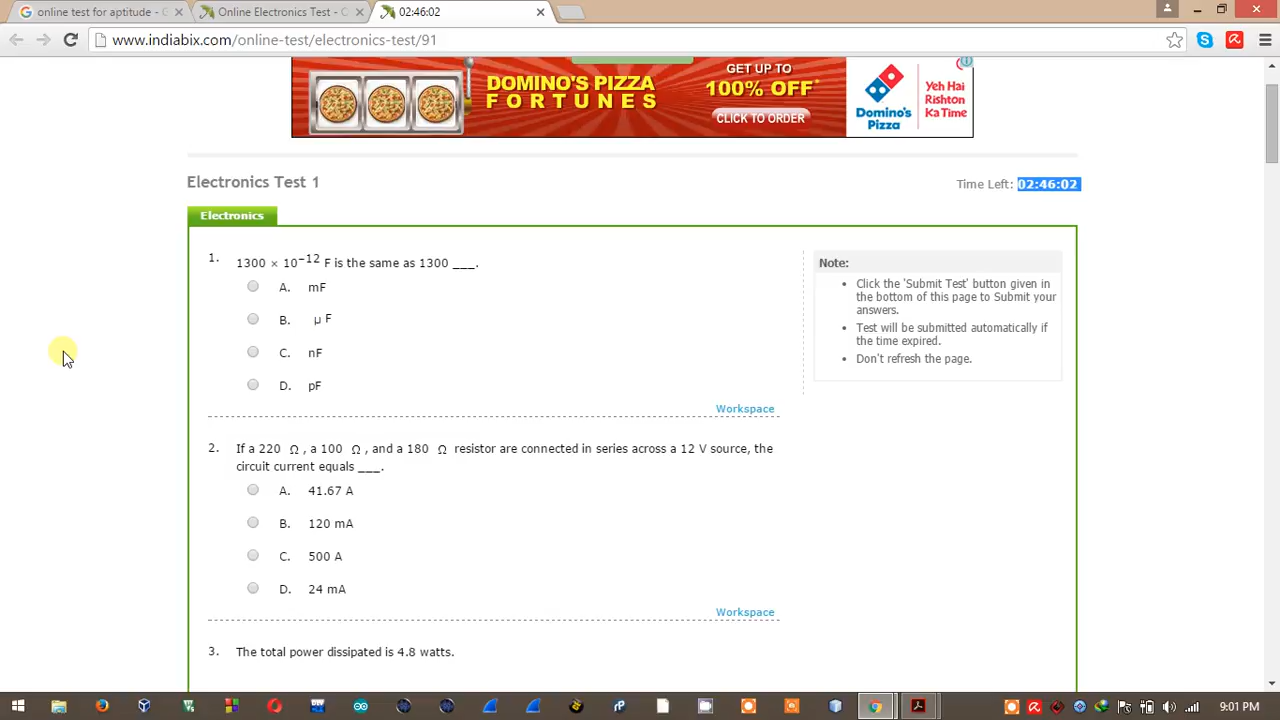 online test for aptitude - G
Online Electronics Test - C
02:46:02
www.indiabix.com/online-test/electronics-test/91
DOMINO'S PIZZA
FORTUNES
GET UP TO
100% OFF*
CLICK TO ORDER
Domino's
Pizza
Yeh Hai
Rishton
Ka Time
Electronics Test 1
Time Left: 02:46:02
Electronics
1. 1300 × 10⁻¹² F is the same as 1300 ___.
A. mF
B. μ F
C. nF
D. pF
Workspace
Note:
Click the 'Submit Test' button given in
the bottom of this page to Submit your
answers.
Test will be submitted automatically if
the time expired.
Don't refresh the page.
2. If a 220 Ω , a 100 Ω , and a 180 Ω resistor are connected in series across a 12 V source, the
circuit current equals ___.
A. 41.67 A
B. 120 mA
C. 500 A
D. 24 mA
Workspace
3. The total power dissipated is 4.8 watts.
9:01 PM